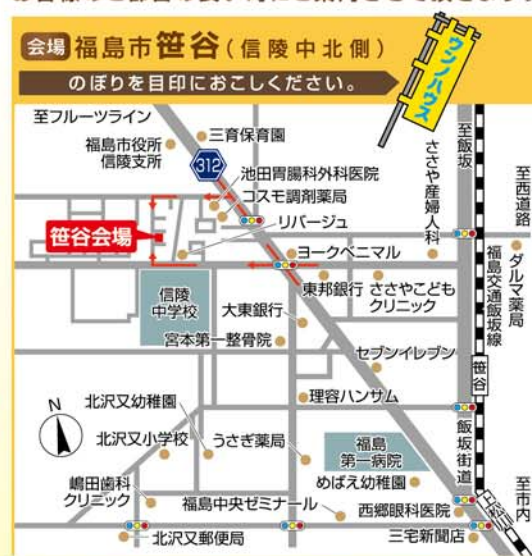 会場 福島市笹谷(信陵中北側)
のぼりを目印におこしください。
ウンノハウス
至フルーツライン
三育保育園
福島市役所
信陵支所
312
池田胃腸科外科医院
コスモ調剤薬局
リバージュ
笹谷会場
ヨークベニマル
ささや産婦人科
至飯坂
至西道路
ダルマ薬局
福島交通飯坂線
信陵
中学校
東邦銀行
ささやこども
クリニック
大東銀行
宮本第一整骨院
セブンイレブン
笹谷
理容ハンサム
N
北沢又幼稚園
北沢又小学校
うさぎ薬局
福島
第一病院
飯坂街道
めばえ幼稚園
嶋田歯科
クリニック
福島中央ゼミナール
西郷眼科医院
至市内
北沢又郵便局
三宅新聞店